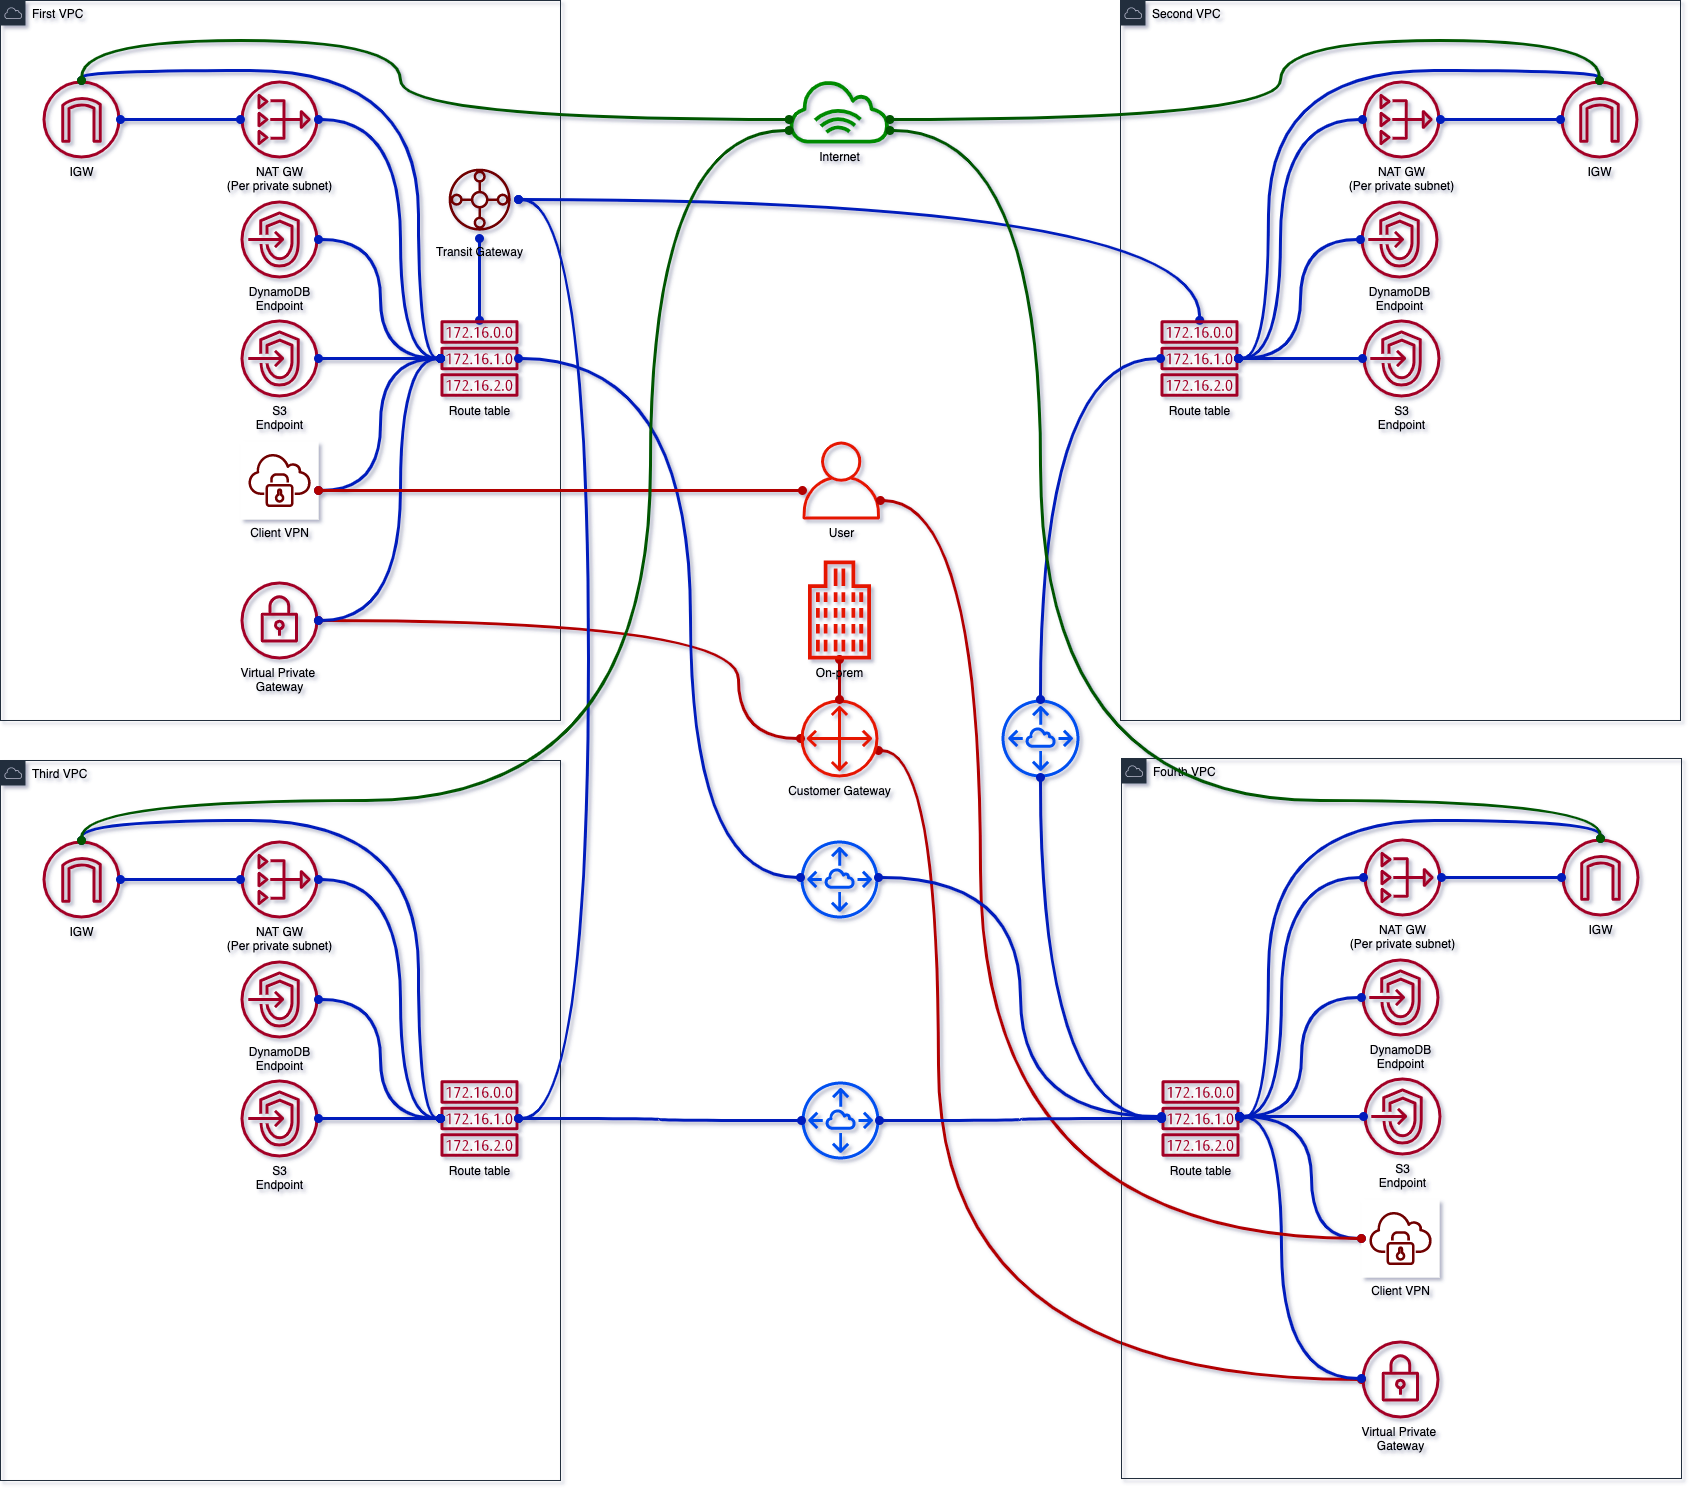 First VPC
IGW
NAT GW
(Per private subnet)
DynamoDB
Endpoint
S3
Endpoint
Client VPN
Virtual Private
Gateway
Transit Gateway
172.16.0.0
172.16.1.0
172.16.2.0
Route table
Internet
User
On-prem
Customer Gateway
Second VPC
NAT GW
(Per private subnet)
IGW
DynamoDB
Endpoint
172.16.0.0
172.16.1.0
172.16.2.0
Route table
S3
Endpoint
Third VPC
IGW
NAT GW
(Per private subnet)
DynamoDB
Endpoint
S3
Endpoint
172.16.0.0
172.16.1.0
172.16.2.0
Route table
Fourth VPC
NAT GW
(Per private subnet)
IGW
DynamoDB
Endpoint
172.16.0.0
172.16.1.0
172.16.2.0
Route table
S3
Endpoint
Client VPN
Virtual Private
Gateway